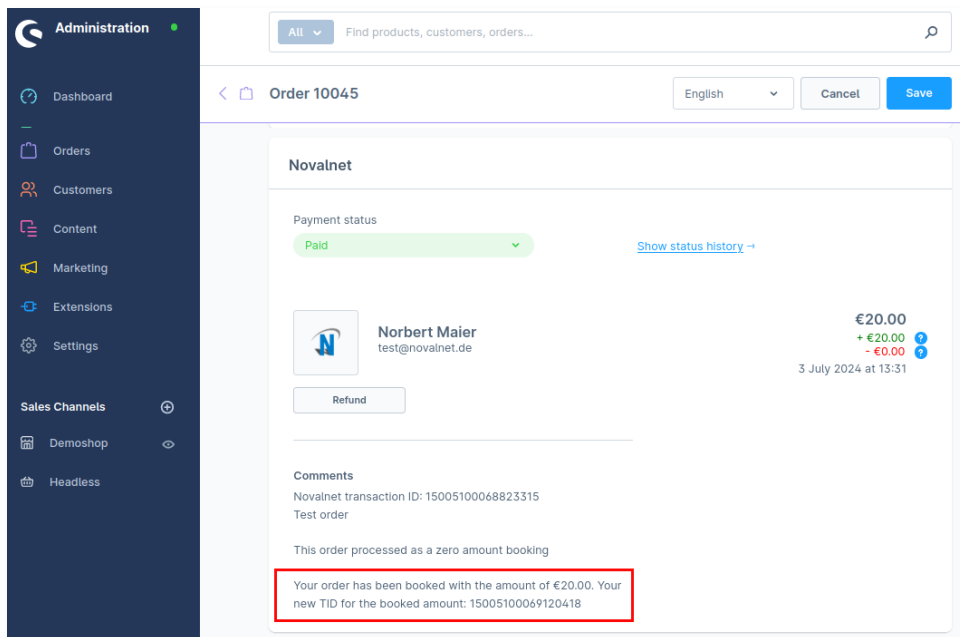 Administration
All
Find products, customers, orders...
Order 10045
English
Cancel
Save
Dashboard
Orders
Customers
Content
Marketing
Extensions
Settings
Sales Channels
Demoshop
Headless
Novalnet
Payment status
Paid
Show status history→
N
Norbert Maier
test@novalnet.de
€20.00
+ €20.00 ?
- €0.00 ?
3 July 2024 at 13:31
Refund
Comments
Novalnet transaction ID: 15005100068823315
Test order
This order processed as a zero amount booking
Your order has been booked with the amount of €20.00. Your
new TID for the booked amount: 15005100069120418